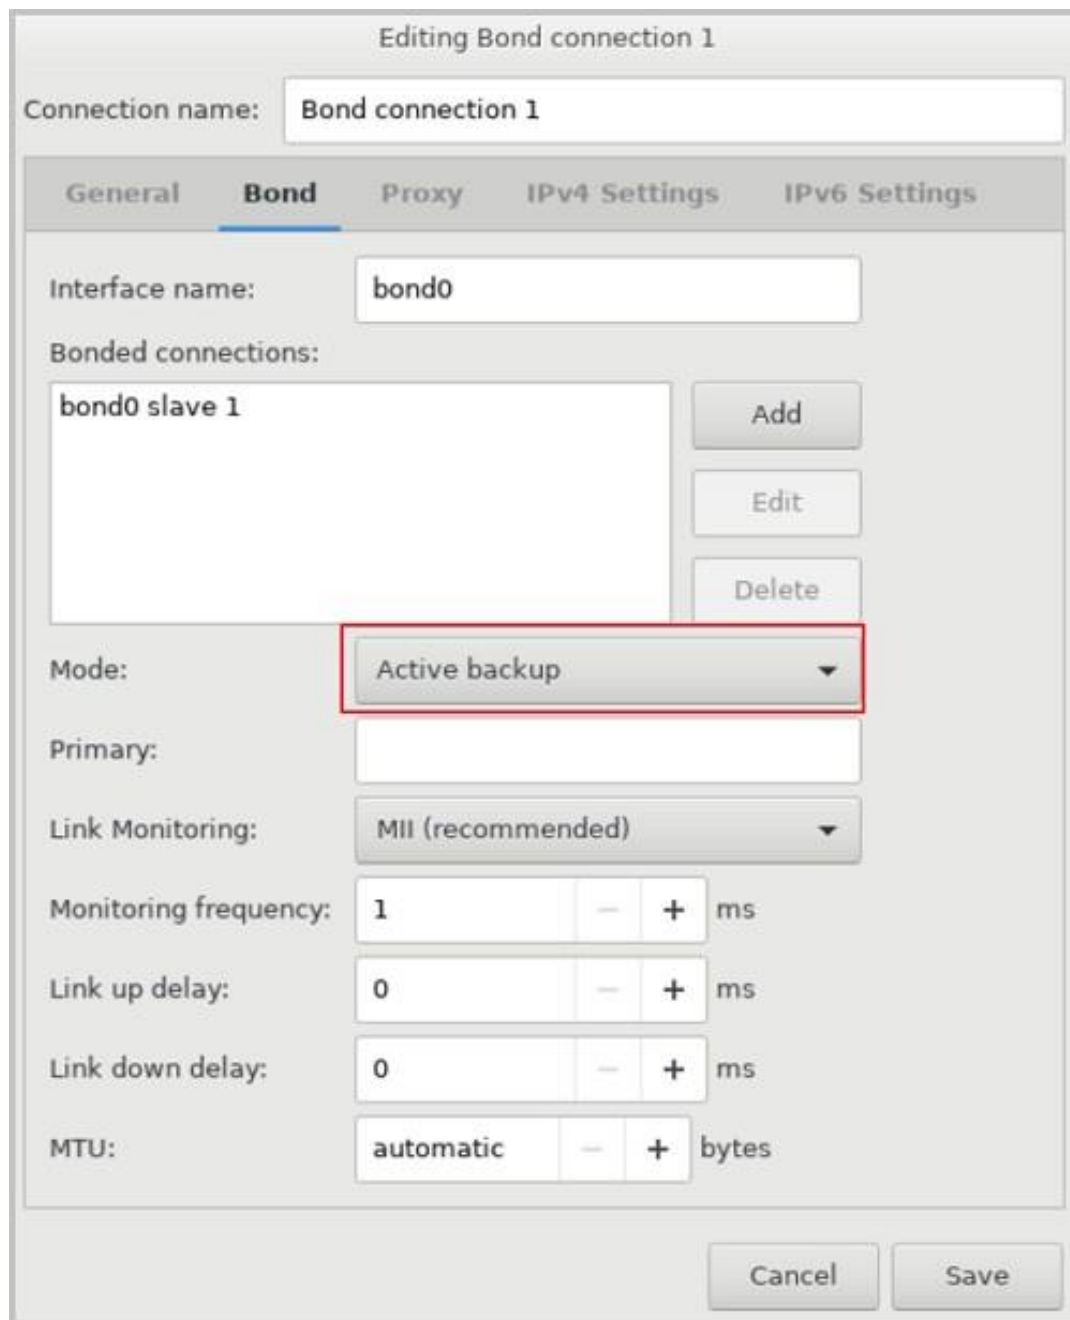 Editing Bond connection 1
Connection name: Bond connection 1
General Bond Proxy IPv4 Settings IPv6 Settings
Interface name: bond0
Bonded connections:
bond0 slave 1
Add
Edit
Delete
Mode: Active backup
Primary:
Link Monitoring: MII (recommended)
Monitoring frequency: 1 − + ms
Link up delay: 0 − + ms
Link down delay: 0 − + ms
MTU: automatic − + bytes
Cancel Save